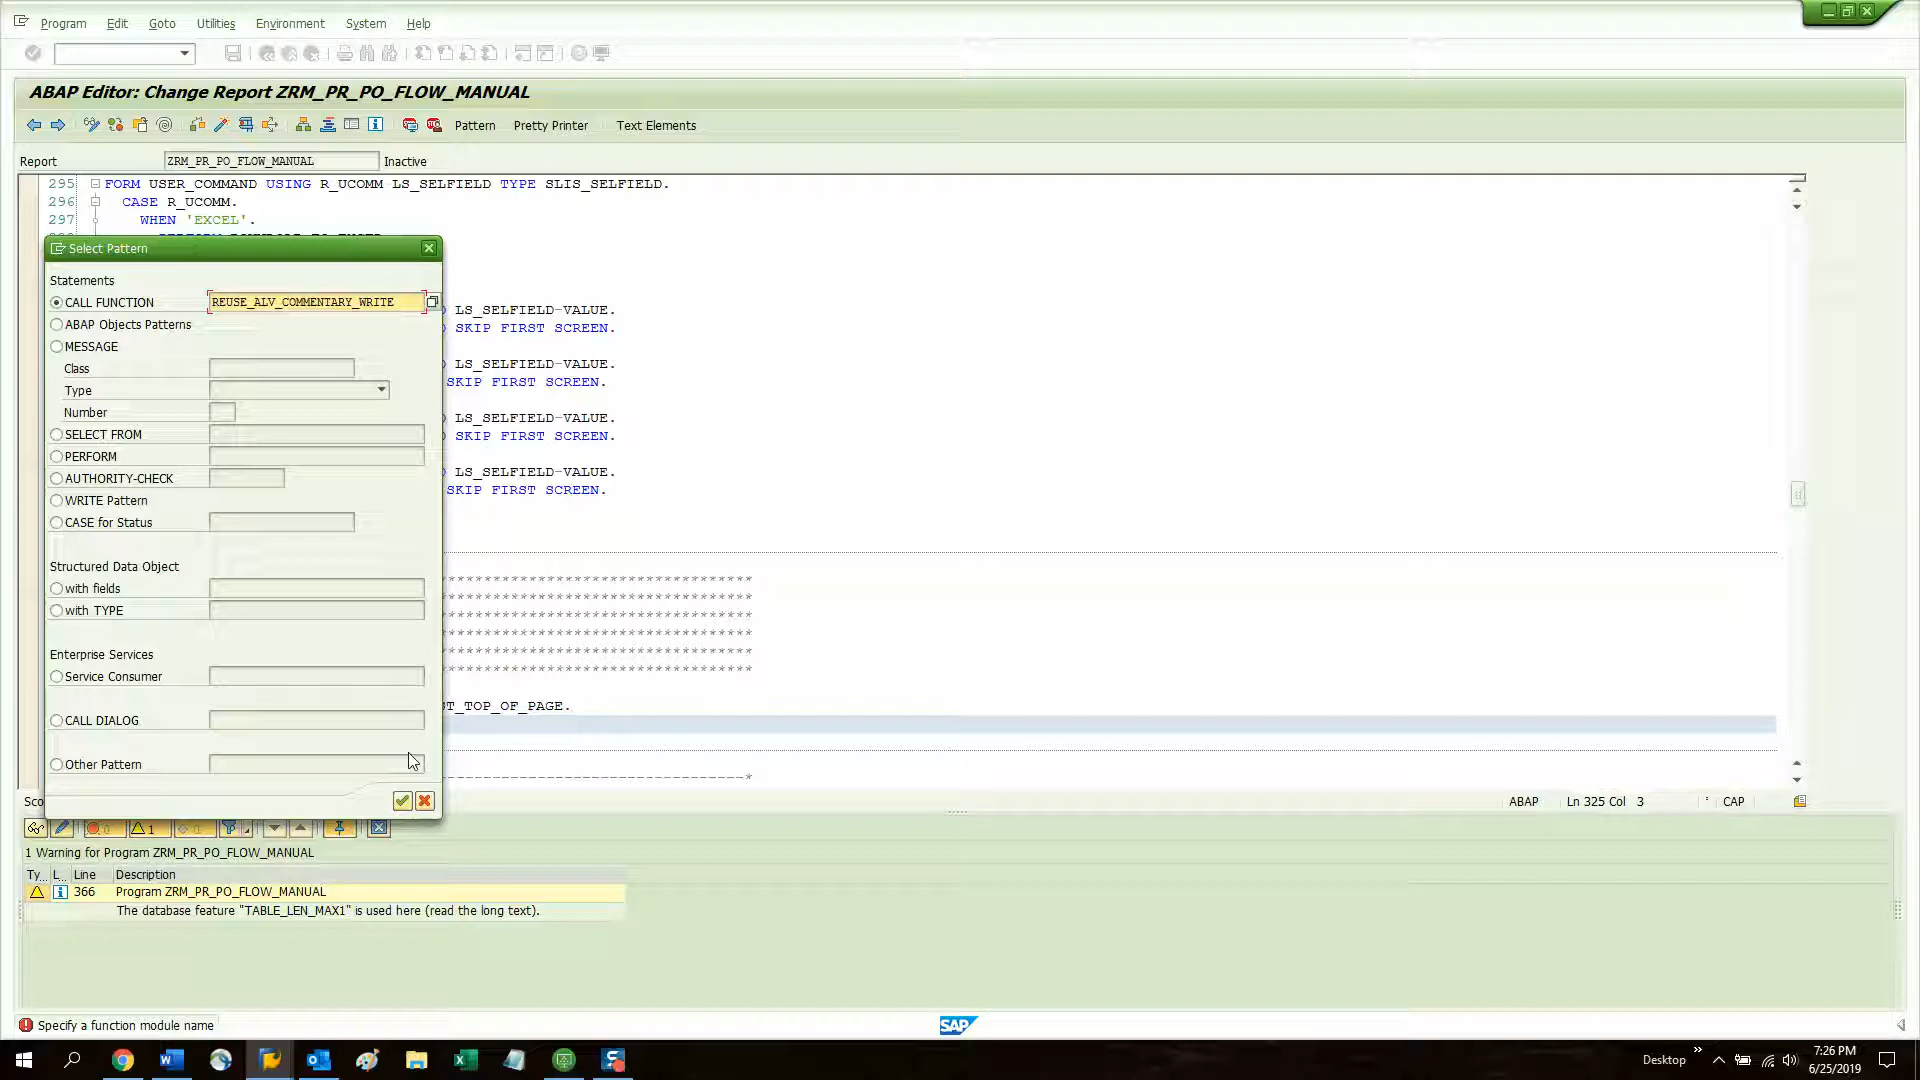 Program Edit Goto Utilities Environment System Help
ABAP Editor: Change Report ZRM_PR_PO_FLOW_MANUAL
Pattern Pretty Printer Text Elements
Report ZRM_PR_PO_FLOW_MANUAL Inactive
295 FORM USER_COMMAND USING R_UCOMM LS_SELFIELD TYPE SLIS_SELFIELD.
296 CASE R_UCOMM.
297 WHEN 'EXCEL'.
Select Pattern
Statements
CALL FUNCTION REUSE_ALV_COMMENTARY_WRITE
LS_SELFIELD-VALUE.
ABAP Objects Patterns
SKIP FIRST SCREEN.
MESSAGE
Class
LS_SELFIELD-VALUE.
Type
SKIP FIRST SCREEN.
Number
LS_SELFIELD-VALUE.
SELECT FROM
SKIP FIRST SCREEN.
PERFORM
LS_SELFIELD-VALUE.
AUTHORITY-CHECK
SKIP FIRST SCREEN.
WRITE Pattern
CASE for Status
Structured Data Object
with fields
with TYPE
Enterprise Services
Service Consumer
T_TOP_OF_PAGE.
CALL DIALOG
Other Pattern
Sco
ABAP Ln 325 Col 3 CAP
0 1 0
1 Warning for Program ZRM_PR_PO_FLOW_MANUAL
Ty... L... Line Description
366 Program ZRM_PR_PO_FLOW_MANUAL
The database feature "TABLE_LEN_MAX1" is used here (read the long text).
Specify a function module name
SAP
Desktop
7:26 PM
6/25/2019